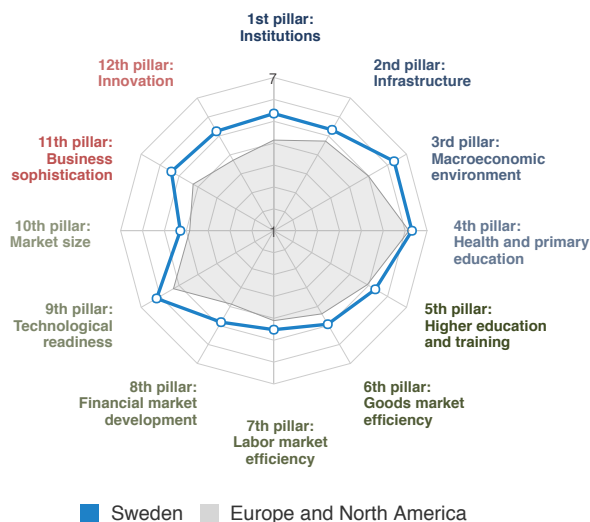 1st pillar:
Institutions
2nd pillar:
Infrastructure
3rd pillar:
Macroeconomic
environment
4th pillar:
Health and primary
education
5th pillar:
Higher education
and training
6th pillar:
Goods market
efficiency
7th pillar:
Labor market
efficiency
8th pillar:
Financial market
development
9th pillar:
Technological
readiness
10th pillar:
Market size
11th pillar:
Business
sophistication
12th pillar:
Innovation
7
1
Sweden Europe and North America